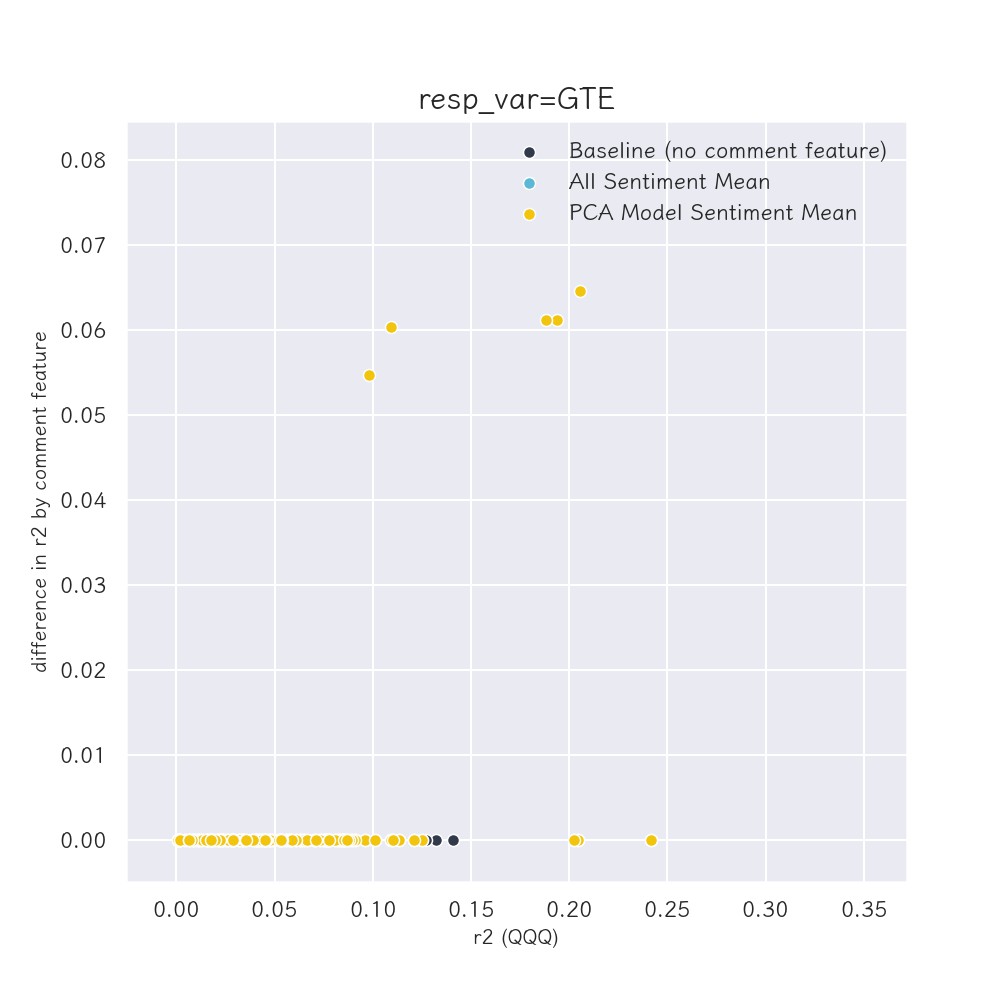 resp_var=GTE
Baseline (no comment feature)
All Sentiment Mean
PCA Model Sentiment Mean
difference in r2 by comment feature
0.08
0.07
0.06
0.05
0.04
0.03
0.02
0.01
0.00
0.00 0.05 0.10 0.15 0.20 0.25 0.30 0.35
r2 (QQQ)